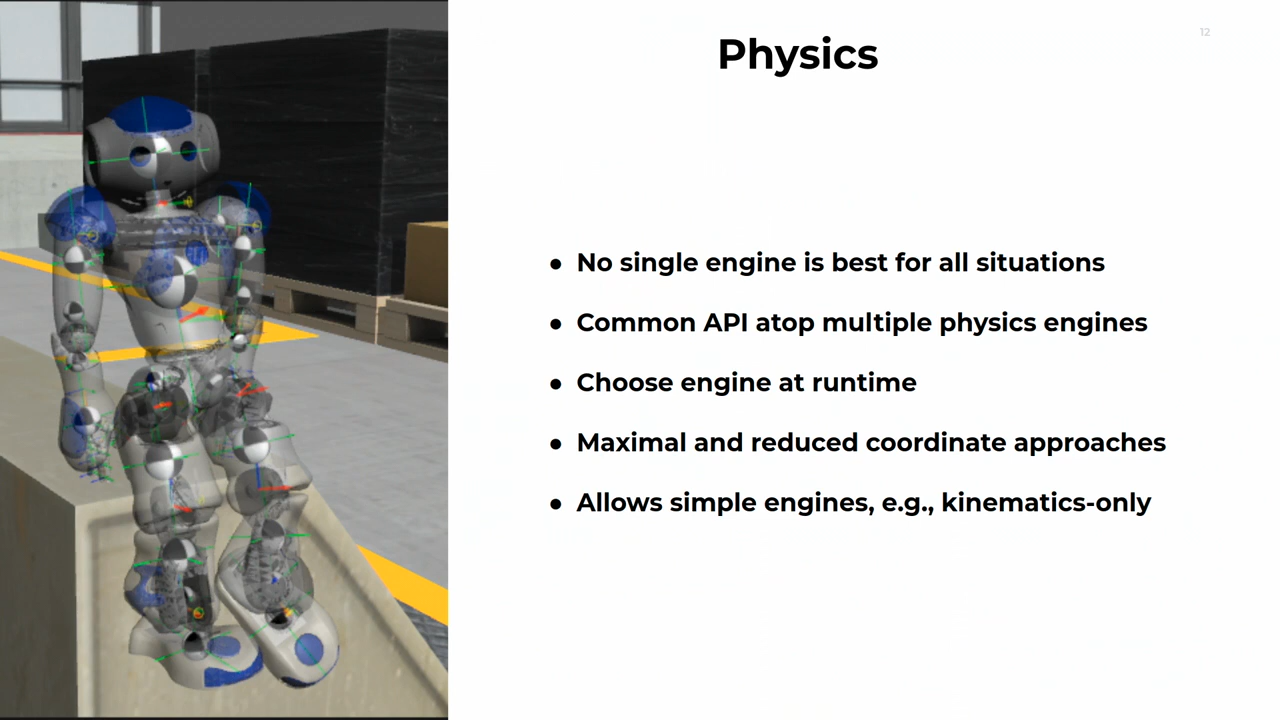 12
Physics
● No single engine is best for all situations
● Common API atop multiple physics engines
● Choose engine at runtime
● Maximal and reduced coordinate approaches
● Allows simple engines, e.g., kinematics-only